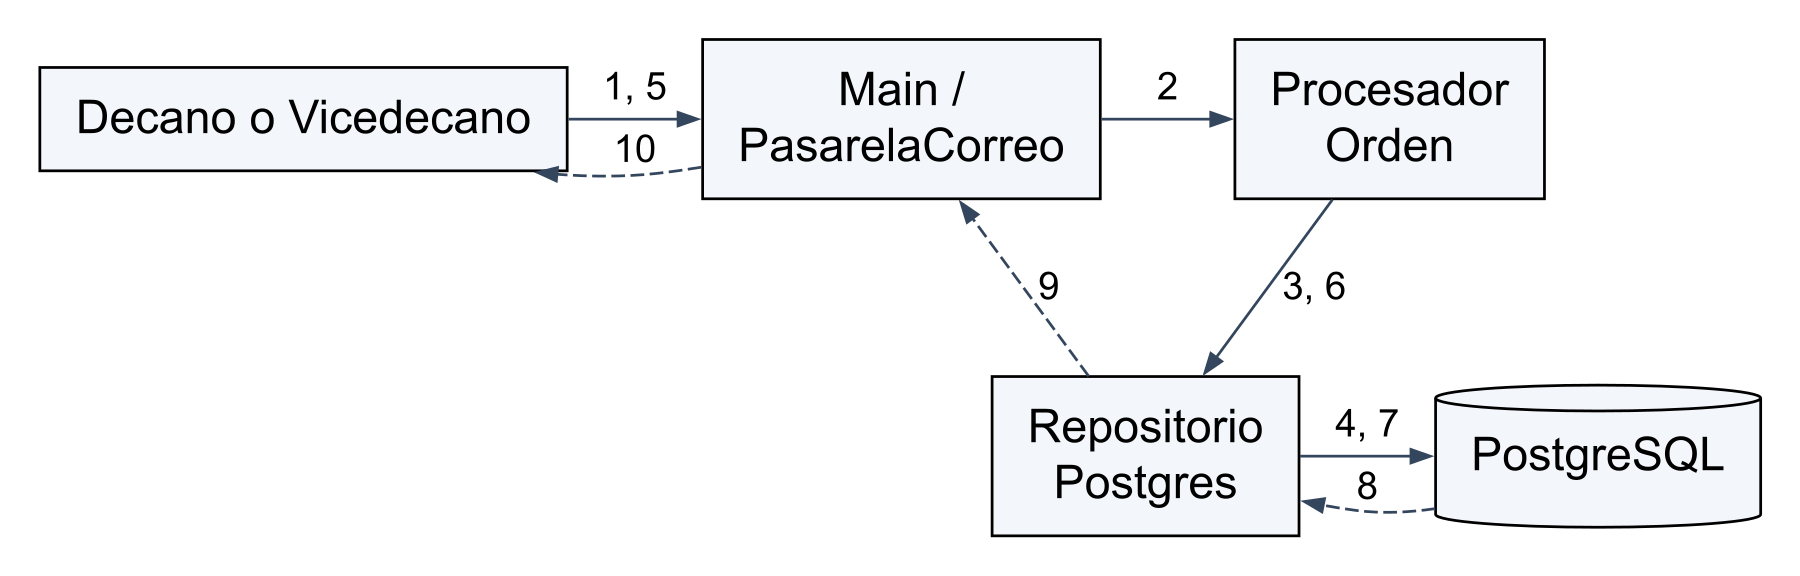 Decano o Vicedecano
1, 5
10
Main /
PasarelaCorreo
2
Procesador
Orden
9
3, 6
Repositorio
Postgres
4, 7
8
PostgreSQL